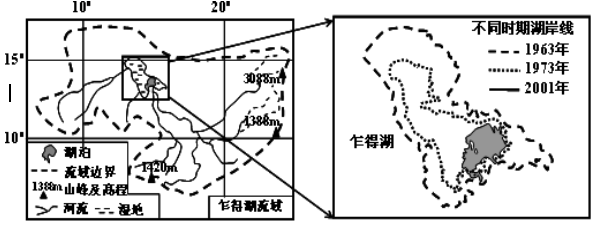 10°
20°
15°
10°
3088m
1388m
1420m
湖泊
流域边界
1388m 山峰及高程
河流 湿地
乍得湖流域
不同时期湖岸线
1963年
1973年
2001年
乍得湖